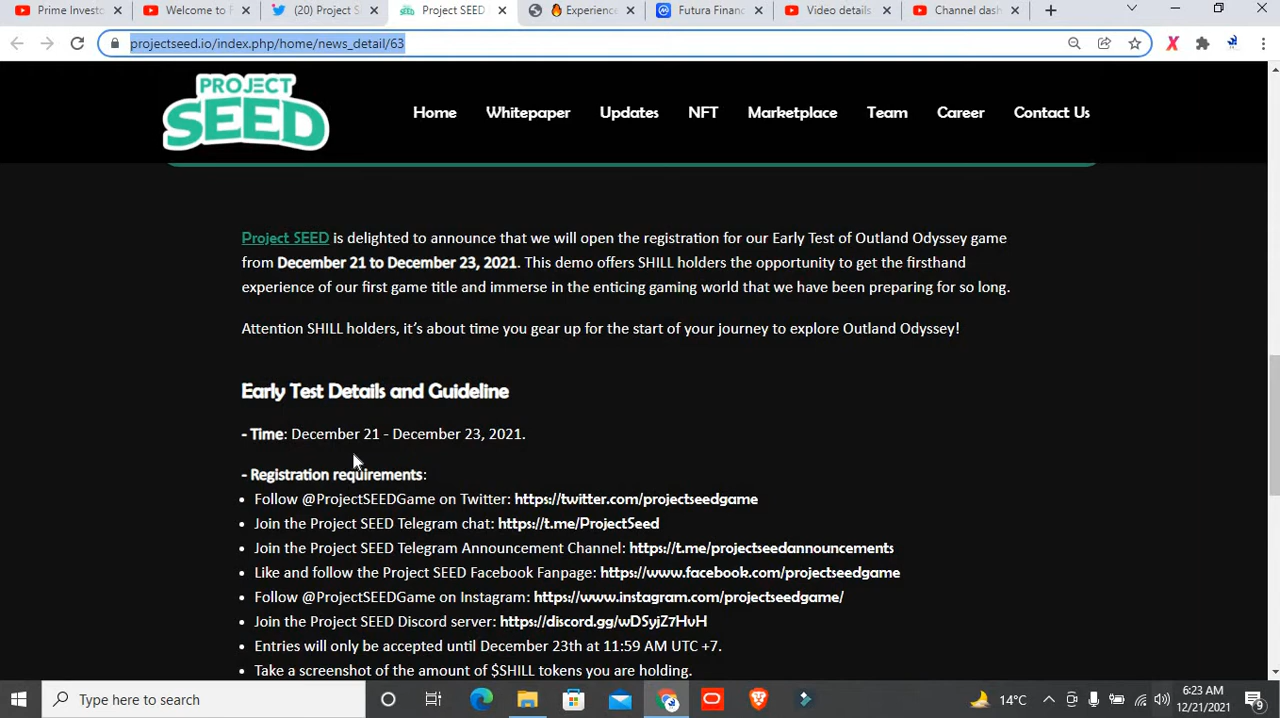 Prime Investo
Welcome to F
(20) Project S
Project SEED
Experience
Futura Financ
Video details
Channel dash
projectseed.io/index.php/home/news_detail/63
PROJECT
SEED
Home
Whitepaper
Updates
NFT
Marketplace
Team
Career
Contact Us
Project SEED is delighted to announce that we will open the registration for our Early Test of Outland Odyssey game
from December 21 to December 23, 2021. This demo offers SHILL holders the opportunity to get the firsthand
experience of our first game title and immerse in the enticing gaming world that we have been preparing for so long.
Attention SHILL holders, it's about time you gear up for the start of your journey to explore Outland Odyssey!
Early Test Details and Guideline
- Time: December 21 - December 23, 2021.
- Registration requirements:
• Follow @ProjectSEEDGame on Twitter: https://twitter.com/projectseedgame
• Join the Project SEED Telegram chat: https://t.me/ProjectSeed
• Join the Project SEED Telegram Announcement Channel: https://t.me/projectseedannouncements
• Like and follow the Project SEED Facebook Fanpage: https://www.facebook.com/projectseedgame
• Follow @ProjectSEEDGame on Instagram: https://www.instagram.com/projectseedgame/
• Join the Project SEED Discord server: https://discord.gg/wDSyjZ7HvH
• Entries will only be accepted until December 23th at 11:59 AM UTC +7.
• Take a screenshot of the amount of $SHILL tokens you are holding.
Type here to search
14°C
6:23 AM
12/21/2021
9